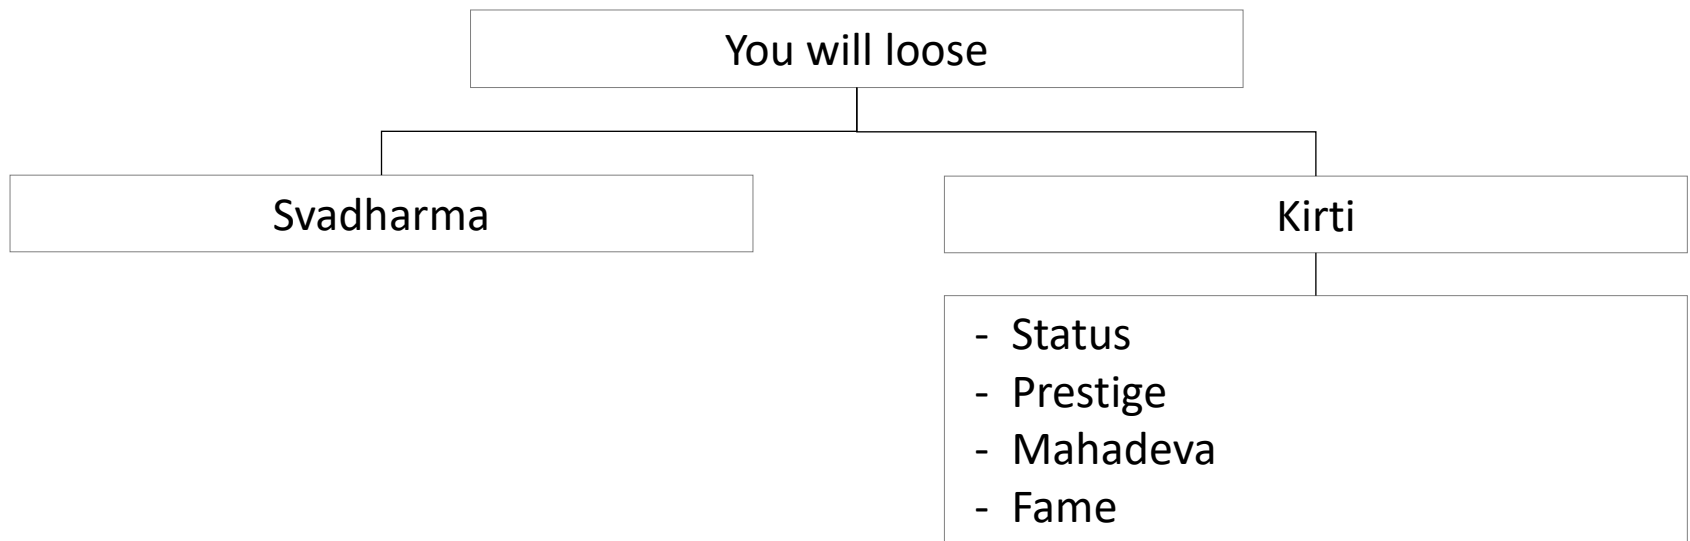 You will loose
Svadharma
Kirti
- Status
- Prestige
- Mahadeva
- Fame